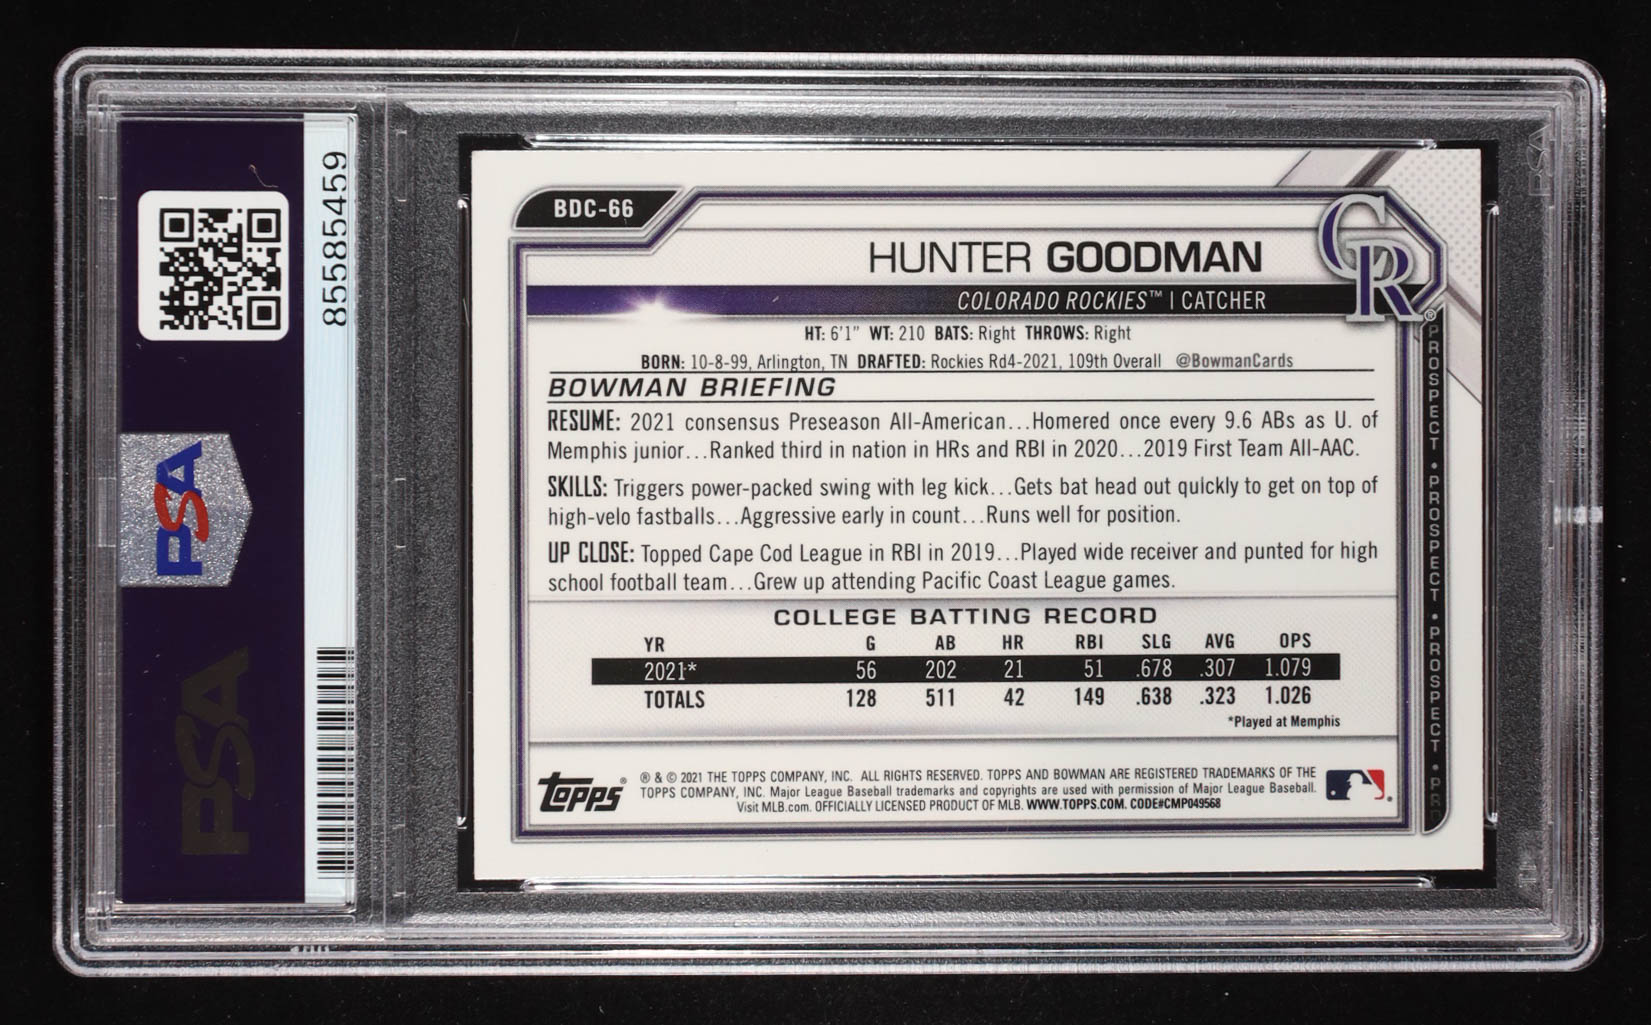 85585459
PSA
PSA
BDC-66
HUNTER GOODMAN
COLORADO ROCKIES™ | CATCHER
CR®
HT: 6'1" WT: 210 BATS: Right THROWS: Right
BORN: 10-8-99, Arlington, TN DRAFTED: Rockies Rd4-2021, 109th Overall @BowmanCards
BOWMAN BRIEFING
RESUME: 2021 consensus Preseason All-American...Homered once every 9.6 ABs as U. of
Memphis junior...Ranked third in nation in HRs and RBI in 2020...2019 First Team All-AAC.
SKILLS: Triggers power-packed swing with leg kick...Gets bat head out quickly to get on top of
high-velo fastballs...Aggressive early in count...Runs well for position.
UP CLOSE: Topped Cape Cod League in RBI in 2019...Played wide receiver and punted for high
school football team...Grew up attending Pacific Coast League games.
COLLEGE BATTING RECORD
YR G AB HR RBI SLG AVG OPS
2021* 56 202 21 51 .678 .307 1.079
TOTALS 128 511 42 149 .638 .323 1.026
*Played at Memphis
Topps®
® & © 2021 THE TOPPS COMPANY, INC. ALL RIGHTS RESERVED. TOPPS AND BOWMAN ARE REGISTERED TRADEMARKS OF THE
TOPPS COMPANY, INC. Major League Baseball trademarks and copyrights are used with permission of Major League Baseball.
Visit MLB.com. OFFICIALLY LICENSED PRODUCT OF MLB. WWW.TOPPS.COM. CODE#CMP049568
PROSPECT • PROSPECT • PROSPECT • PR
PSA